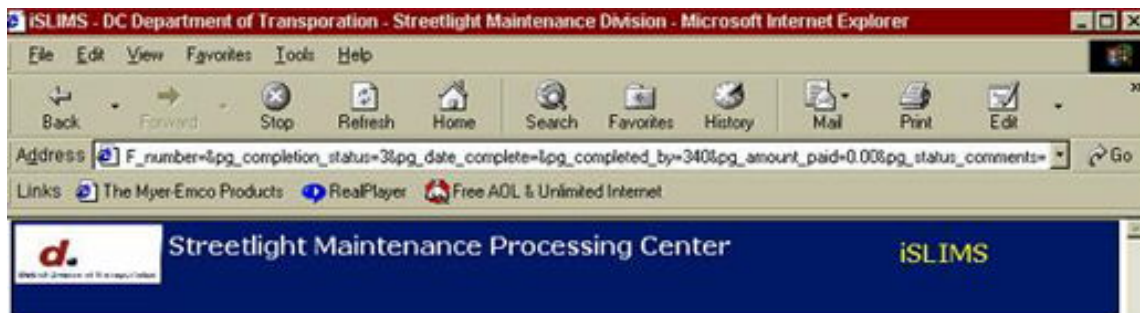 iSLIMS - DC Department of Transporation - Streetlight Maintenance Division - Microsoft Internet Explorer
File Edit View Favorites Tools Help
Back Forward Stop Refresh Home Search Favorites History Mail Print Edit
Address F_number=&pg_completion_status=3&pg_date_complete=&pg_completed_by=340&pg_amount_paid=0.00&pg_status_comments= Go
Links The Myer-Emco Products RealPlayer Free AOL & Unlimited Internet
d. Streetlight Maintenance Processing Center iSLIMS